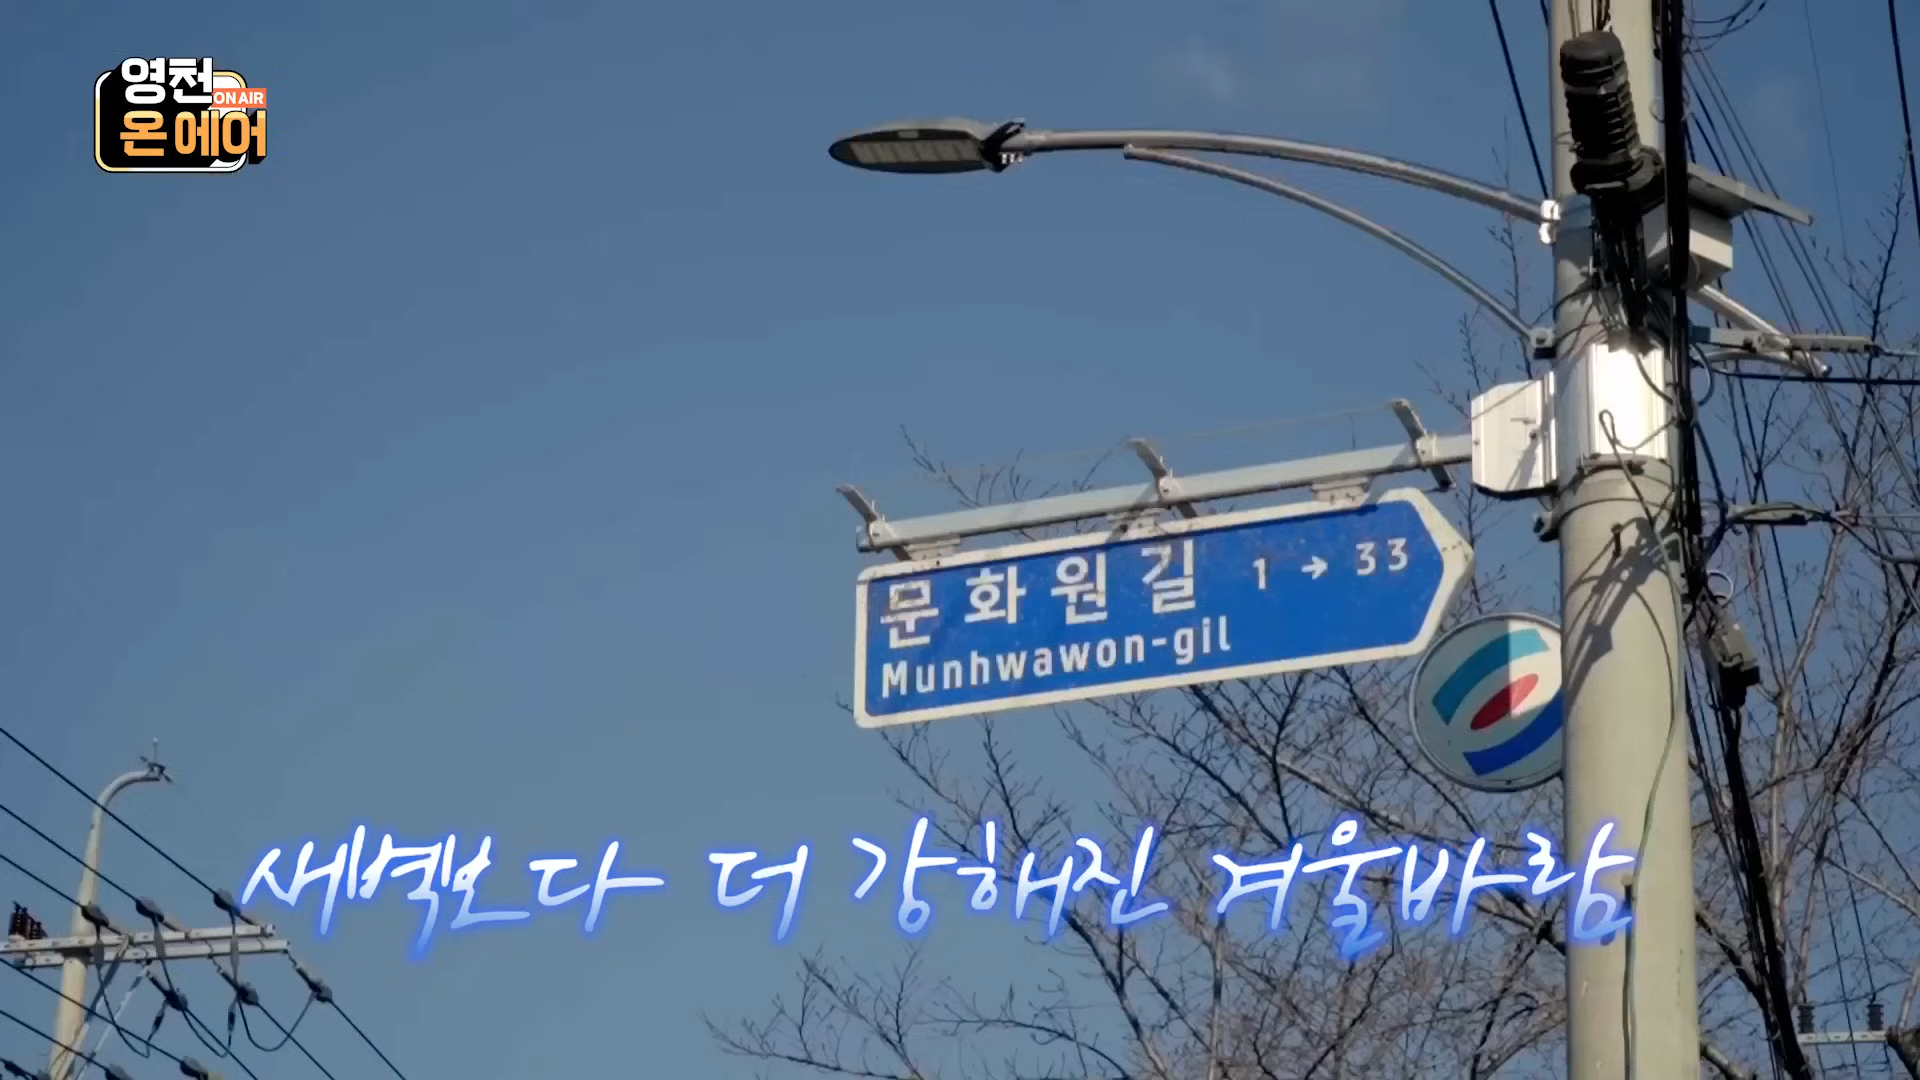 영천
ON AIR
온에어
문화원길 1 → 33
Munhwawon-gil
새벽보다 더 강해진 겨울바람